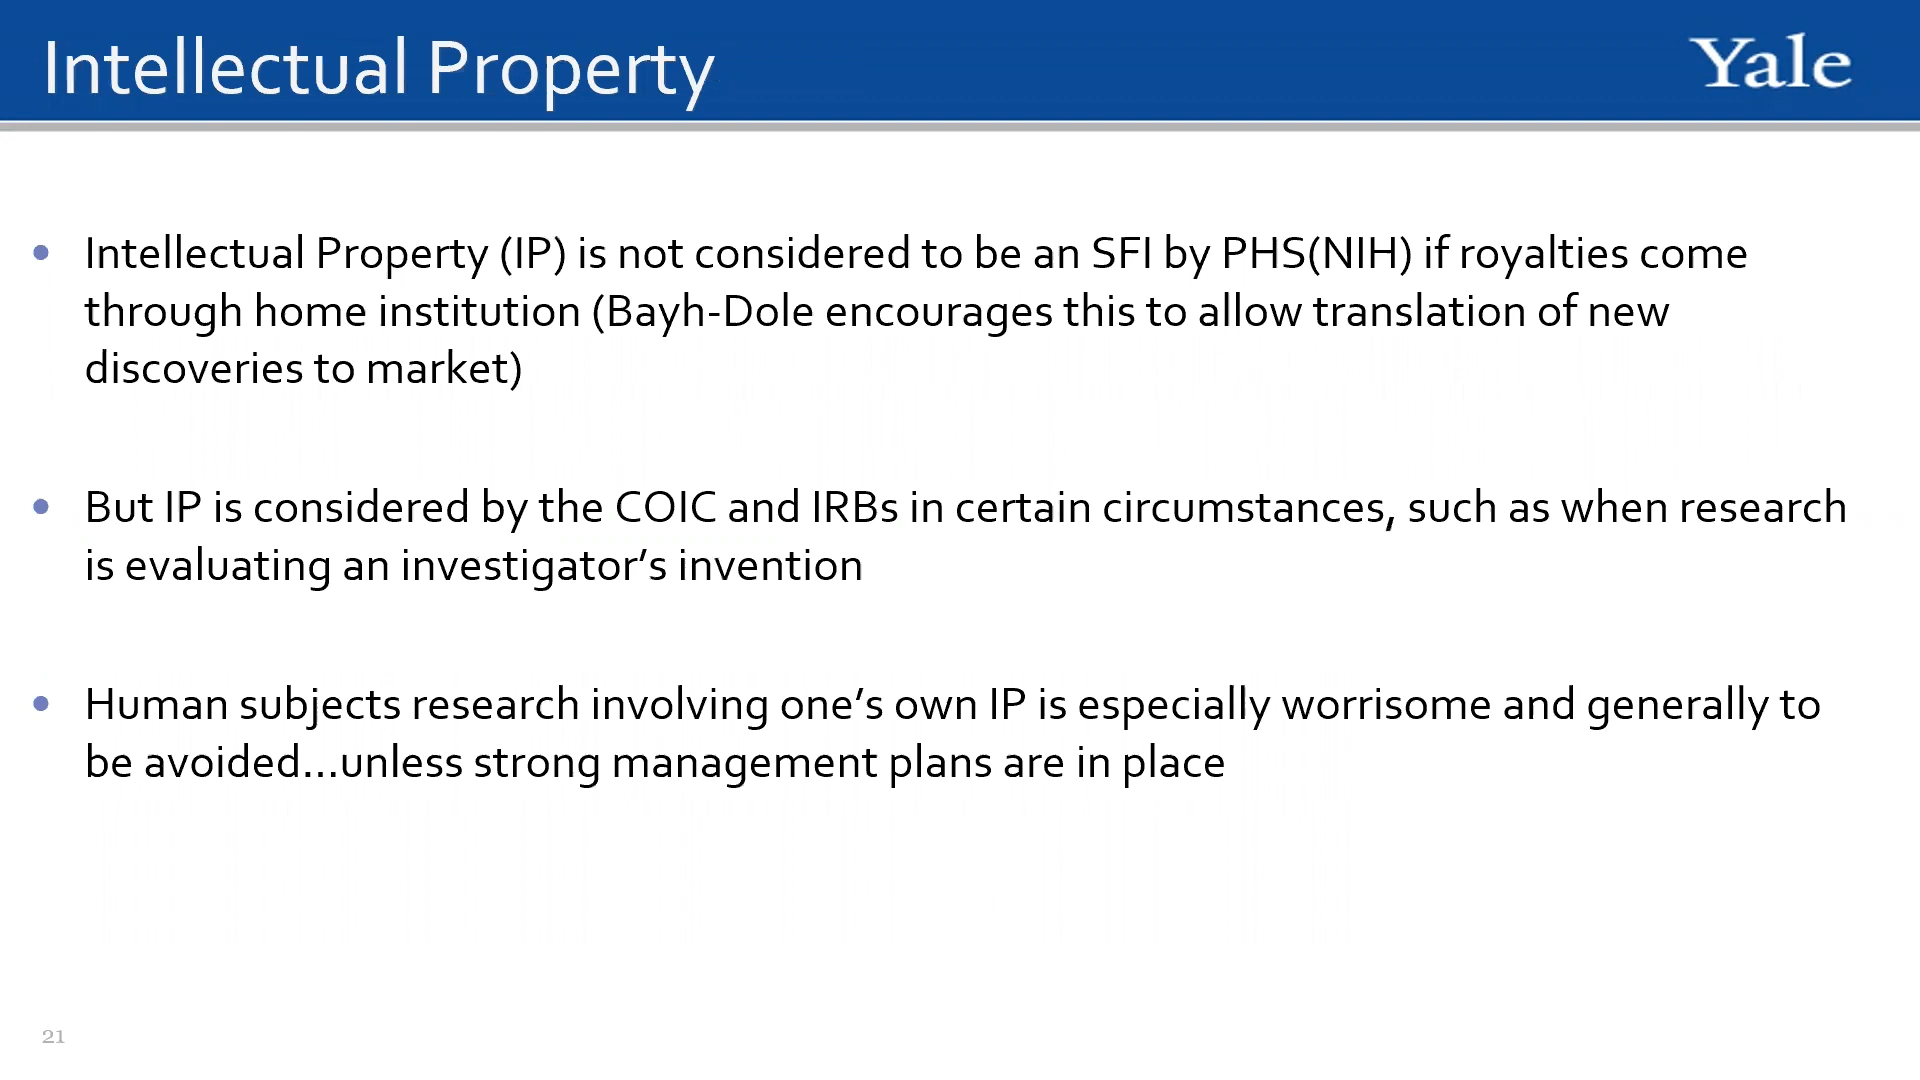 Intellectual Property
Yale
• Intellectual Property (IP) is not considered to be an SFI by PHS(NIH) if royalties come
through home institution (Bayh-Dole encourages this to allow translation of new
discoveries to market)
• But IP is considered by the COIC and IRBs in certain circumstances, such as when research
is evaluating an investigator’s invention
• Human subjects research involving one’s own IP is especially worrisome and generally to
be avoided…unless strong management plans are in place
21